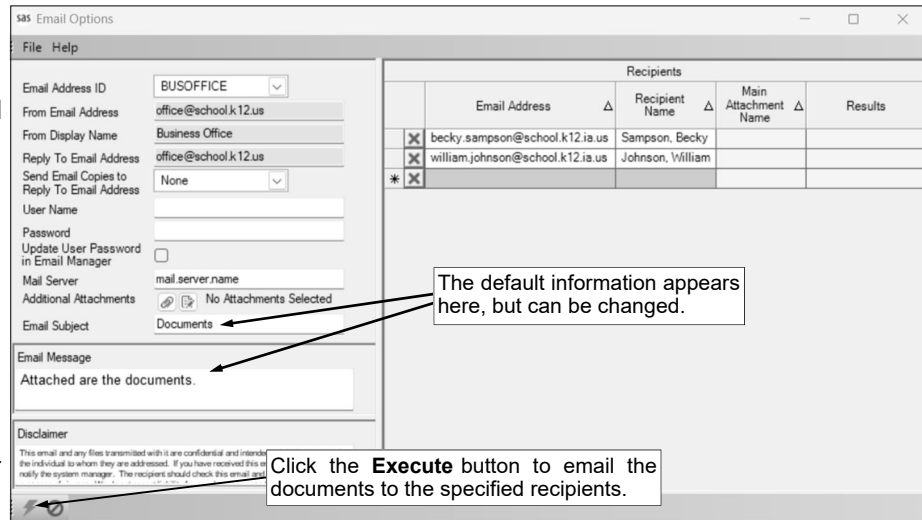 sas Email Options
File Help
Email Address ID BUSOFFICE
From Email Address office@school.k12.us
From Display Name Business Office
Reply To Email Address office@school.k12.us
Send Email Copies to
Reply To Email Address None
User Name
Password
Update User Password
in Email Manager
Mail Server mail.server.name
Additional Attachments No Attachments Selected
Email Subject Documents
Email Message
Attached are the documents.
Disclaimer
This email and any files transmitted with it are confidential and intende
the individual to whom they are addressed. If you have received this er
notify the system manager. The recipient should check this email and
Recipients
Email Address Recipient Name Main Attachment Name Results
becky.sampson@school.k12.ia.us Sampson, Becky
william.johnson@school.k12.ia.us Johnson, William
*
The default information appears
here, but can be changed.
Click the Execute button to email the
documents to the specified recipients.